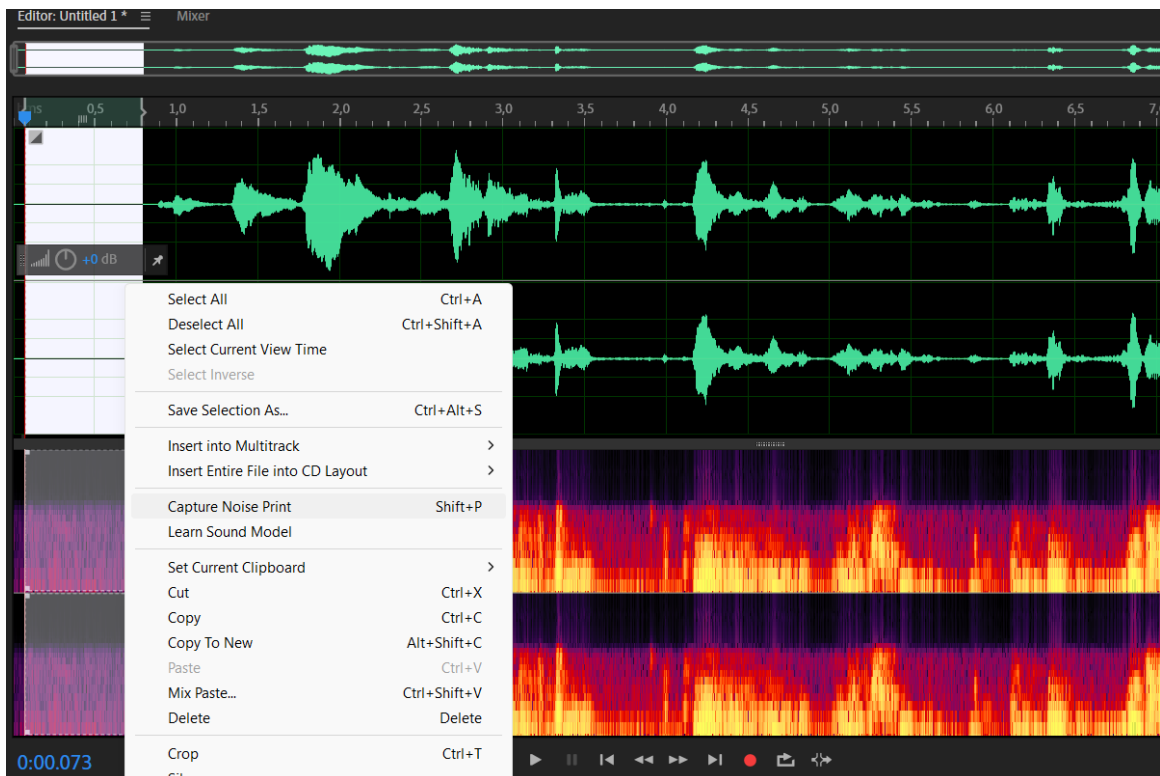 Editor: Untitled 1 * Mixer
hms 0,5 1,0 1,5 2,0 2,5 3,0 3,5 4,0 4,5 5,0 5,5 6,0 6,5
+0 dB
Select All Ctrl+A
Deselect All Ctrl+Shift+A
Select Current View Time
Select Inverse
Save Selection As... Ctrl+Alt+S
Insert into Multitrack
Insert Entire File into CD Layout
Capture Noise Print Shift+P
Learn Sound Model
Set Current Clipboard
Cut Ctrl+X
Copy Ctrl+C
Copy To New Alt+Shift+C
Paste Ctrl+V
Mix Paste... Ctrl+Shift+V
Delete Delete
Crop Ctrl+T
0:00.073